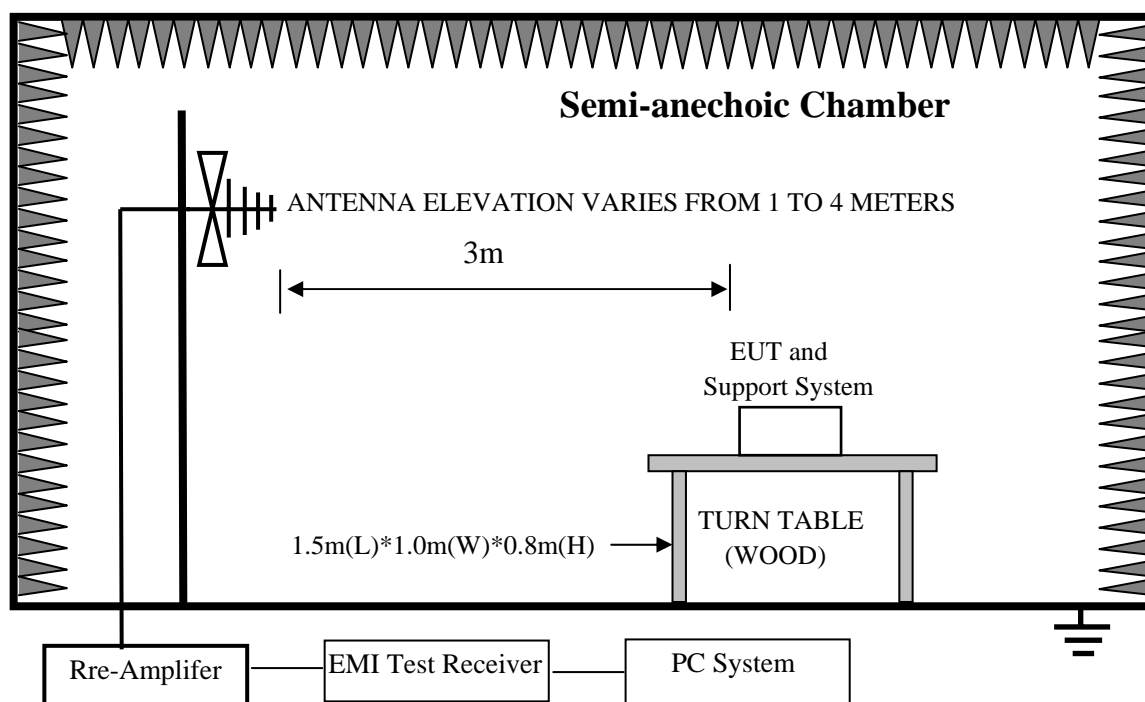 Semi-anechoic Chamber
ANTENNA ELEVATION VARIES FROM 1 TO 4 METERS
3m
EUT and
Support System
1.5m(L)*1.0m(W)*0.8m(H)
TURN TABLE
(WOOD)
Rre-Amplifer
EMI Test Receiver
PC System